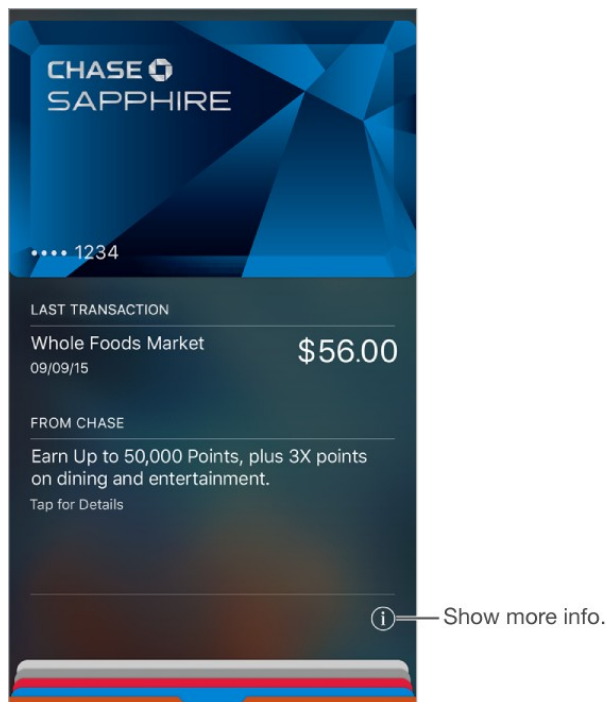 CHASE
SAPPHIRE
•••• 1234
LAST TRANSACTION
Whole Foods Market
$56.00
09/09/15
FROM CHASE
Earn Up to 50,000 Points, plus 3X points
on dining and entertainment.
Tap for Details
Show more info.